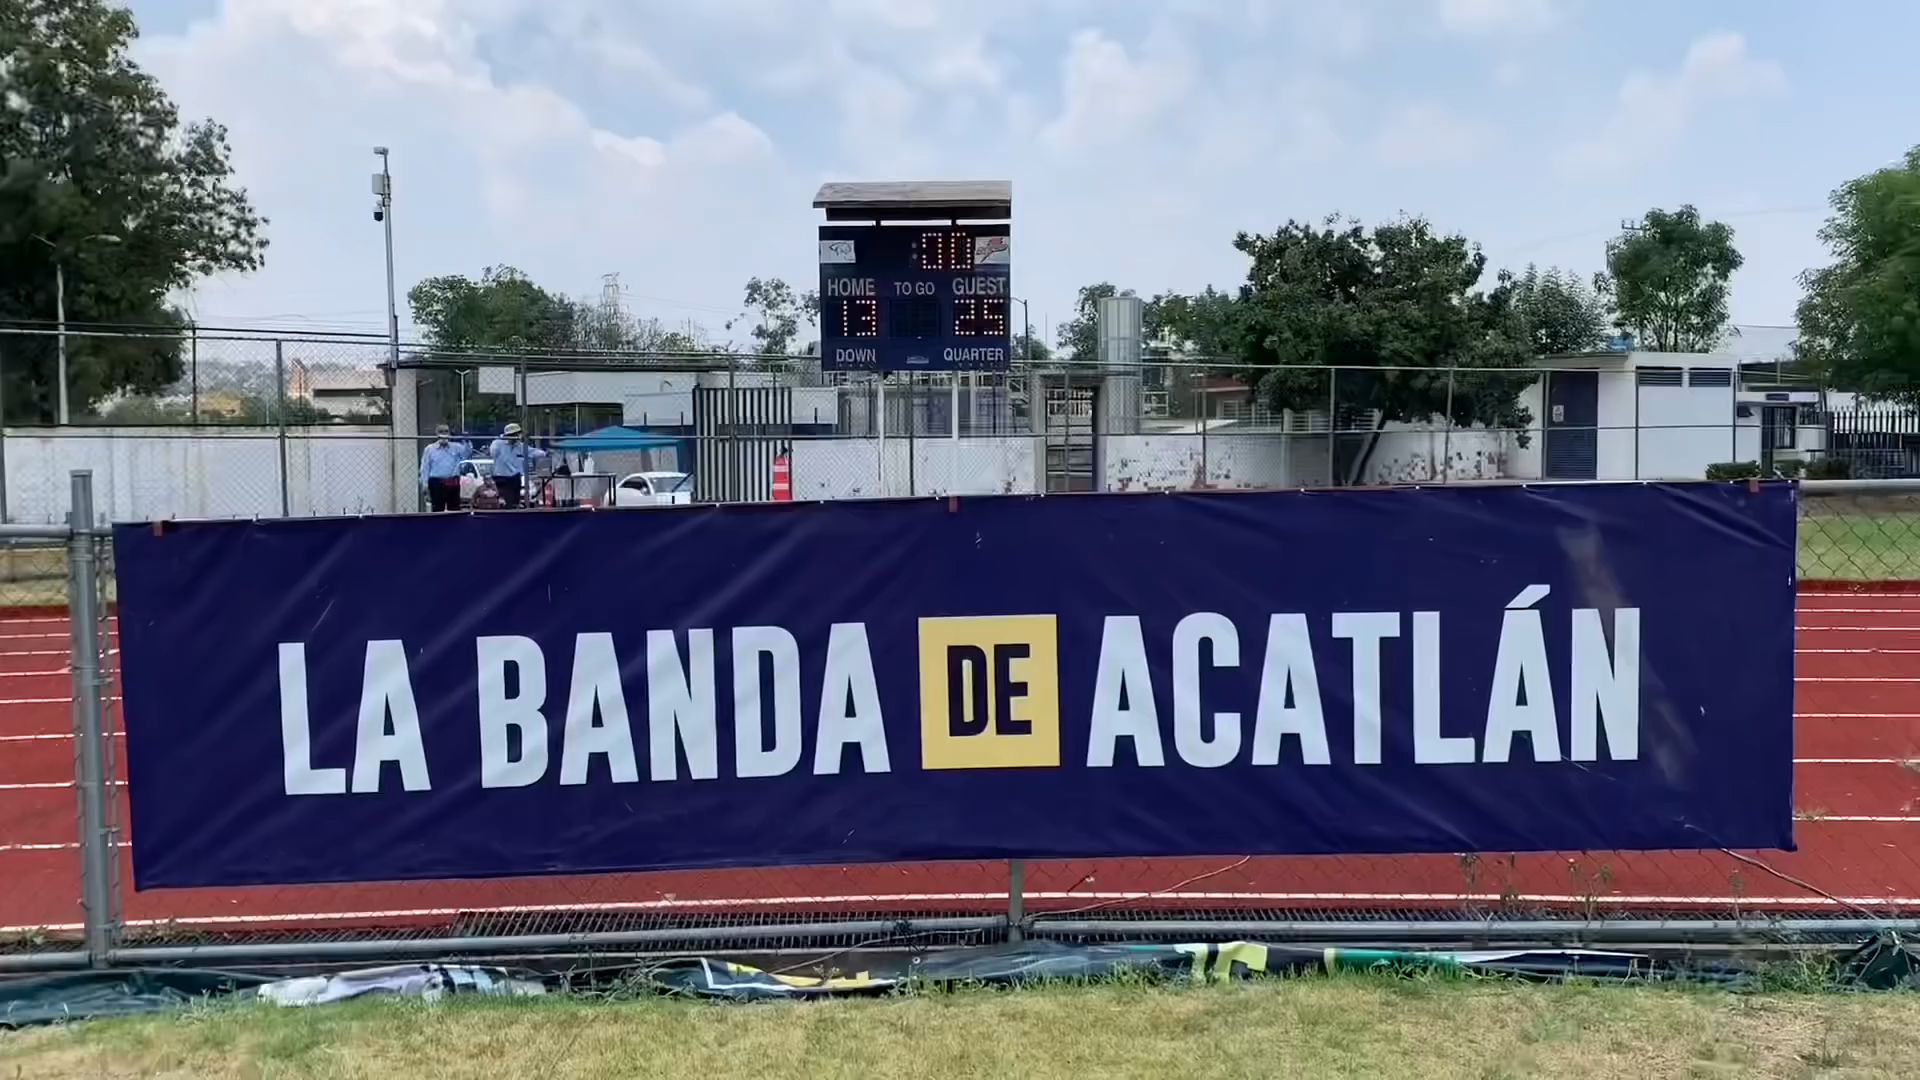 :00
HOME TO GO GUEST
13 25
DOWN QUARTER
LA BANDA DE ACATLÁN